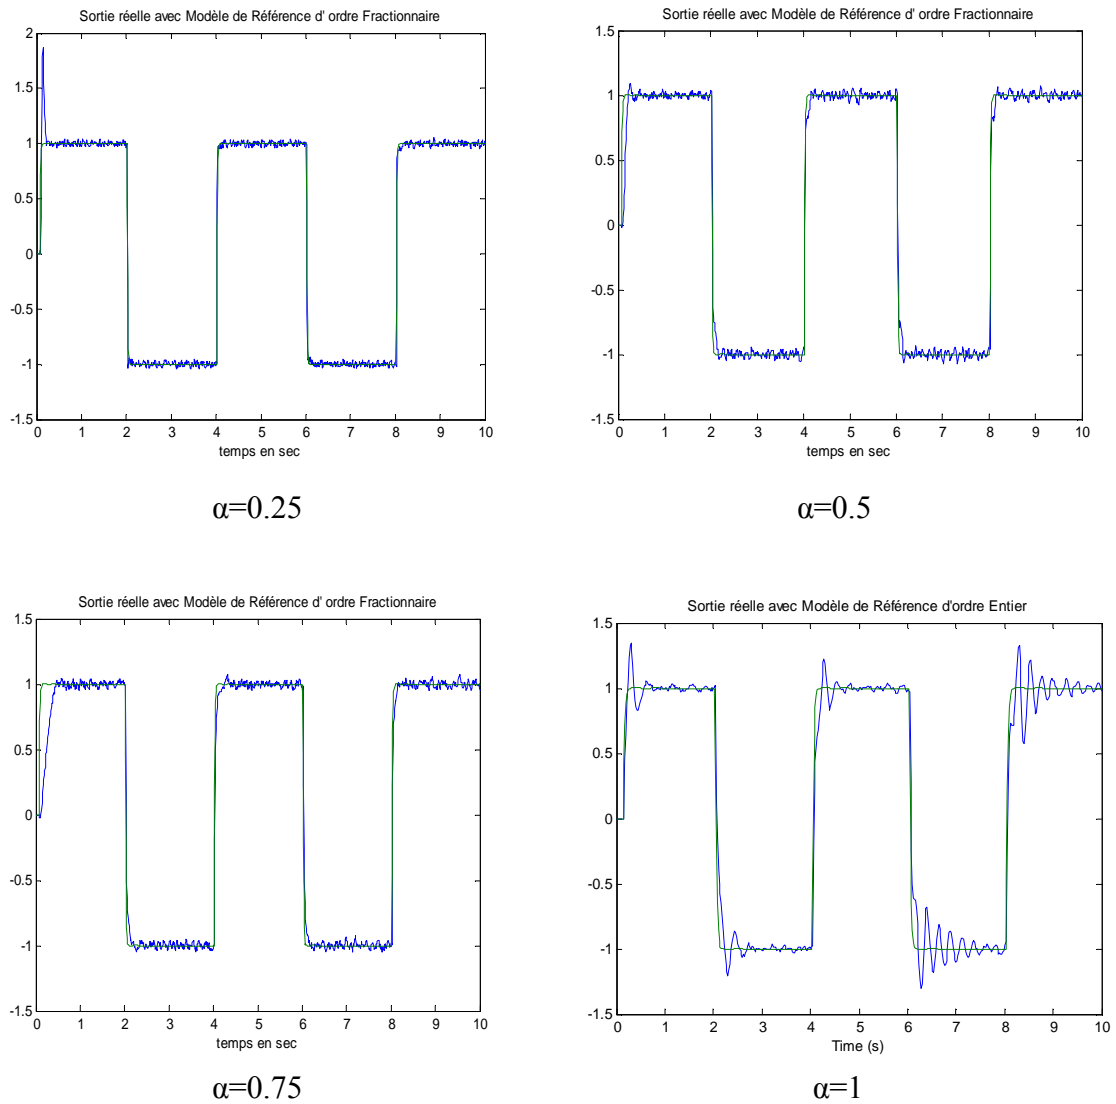 Sortie réelle avec Modèle de Référence d' ordre Fractionnaire
2
1.5
1
0.5
0
-0.5
-1
-1.5
0 1 2 3 4 5 6 7 8 9 10
temps en sec
α=0.25
Sortie réelle avec Modèle de Référence d' ordre Fractionnaire
1.5
1
0.5
0
-0.5
-1
-1.5
0 1 2 3 4 5 6 7 8 9 10
temps en sec
α=0.5
Sortie réelle avec Modèle de Référence d' ordre Fractionnaire
1.5
1
0.5
0
-0.5
-1
-1.5
0 1 2 3 4 5 6 7 8 9 10
temps en sec
α=0.75
Sortie réelle avec Modèle de Référence d'ordre Entier
1.5
1
0.5
0
-0.5
-1
-1.5
0 1 2 3 4 5 6 7 8 9 10
Time (s)
α=1